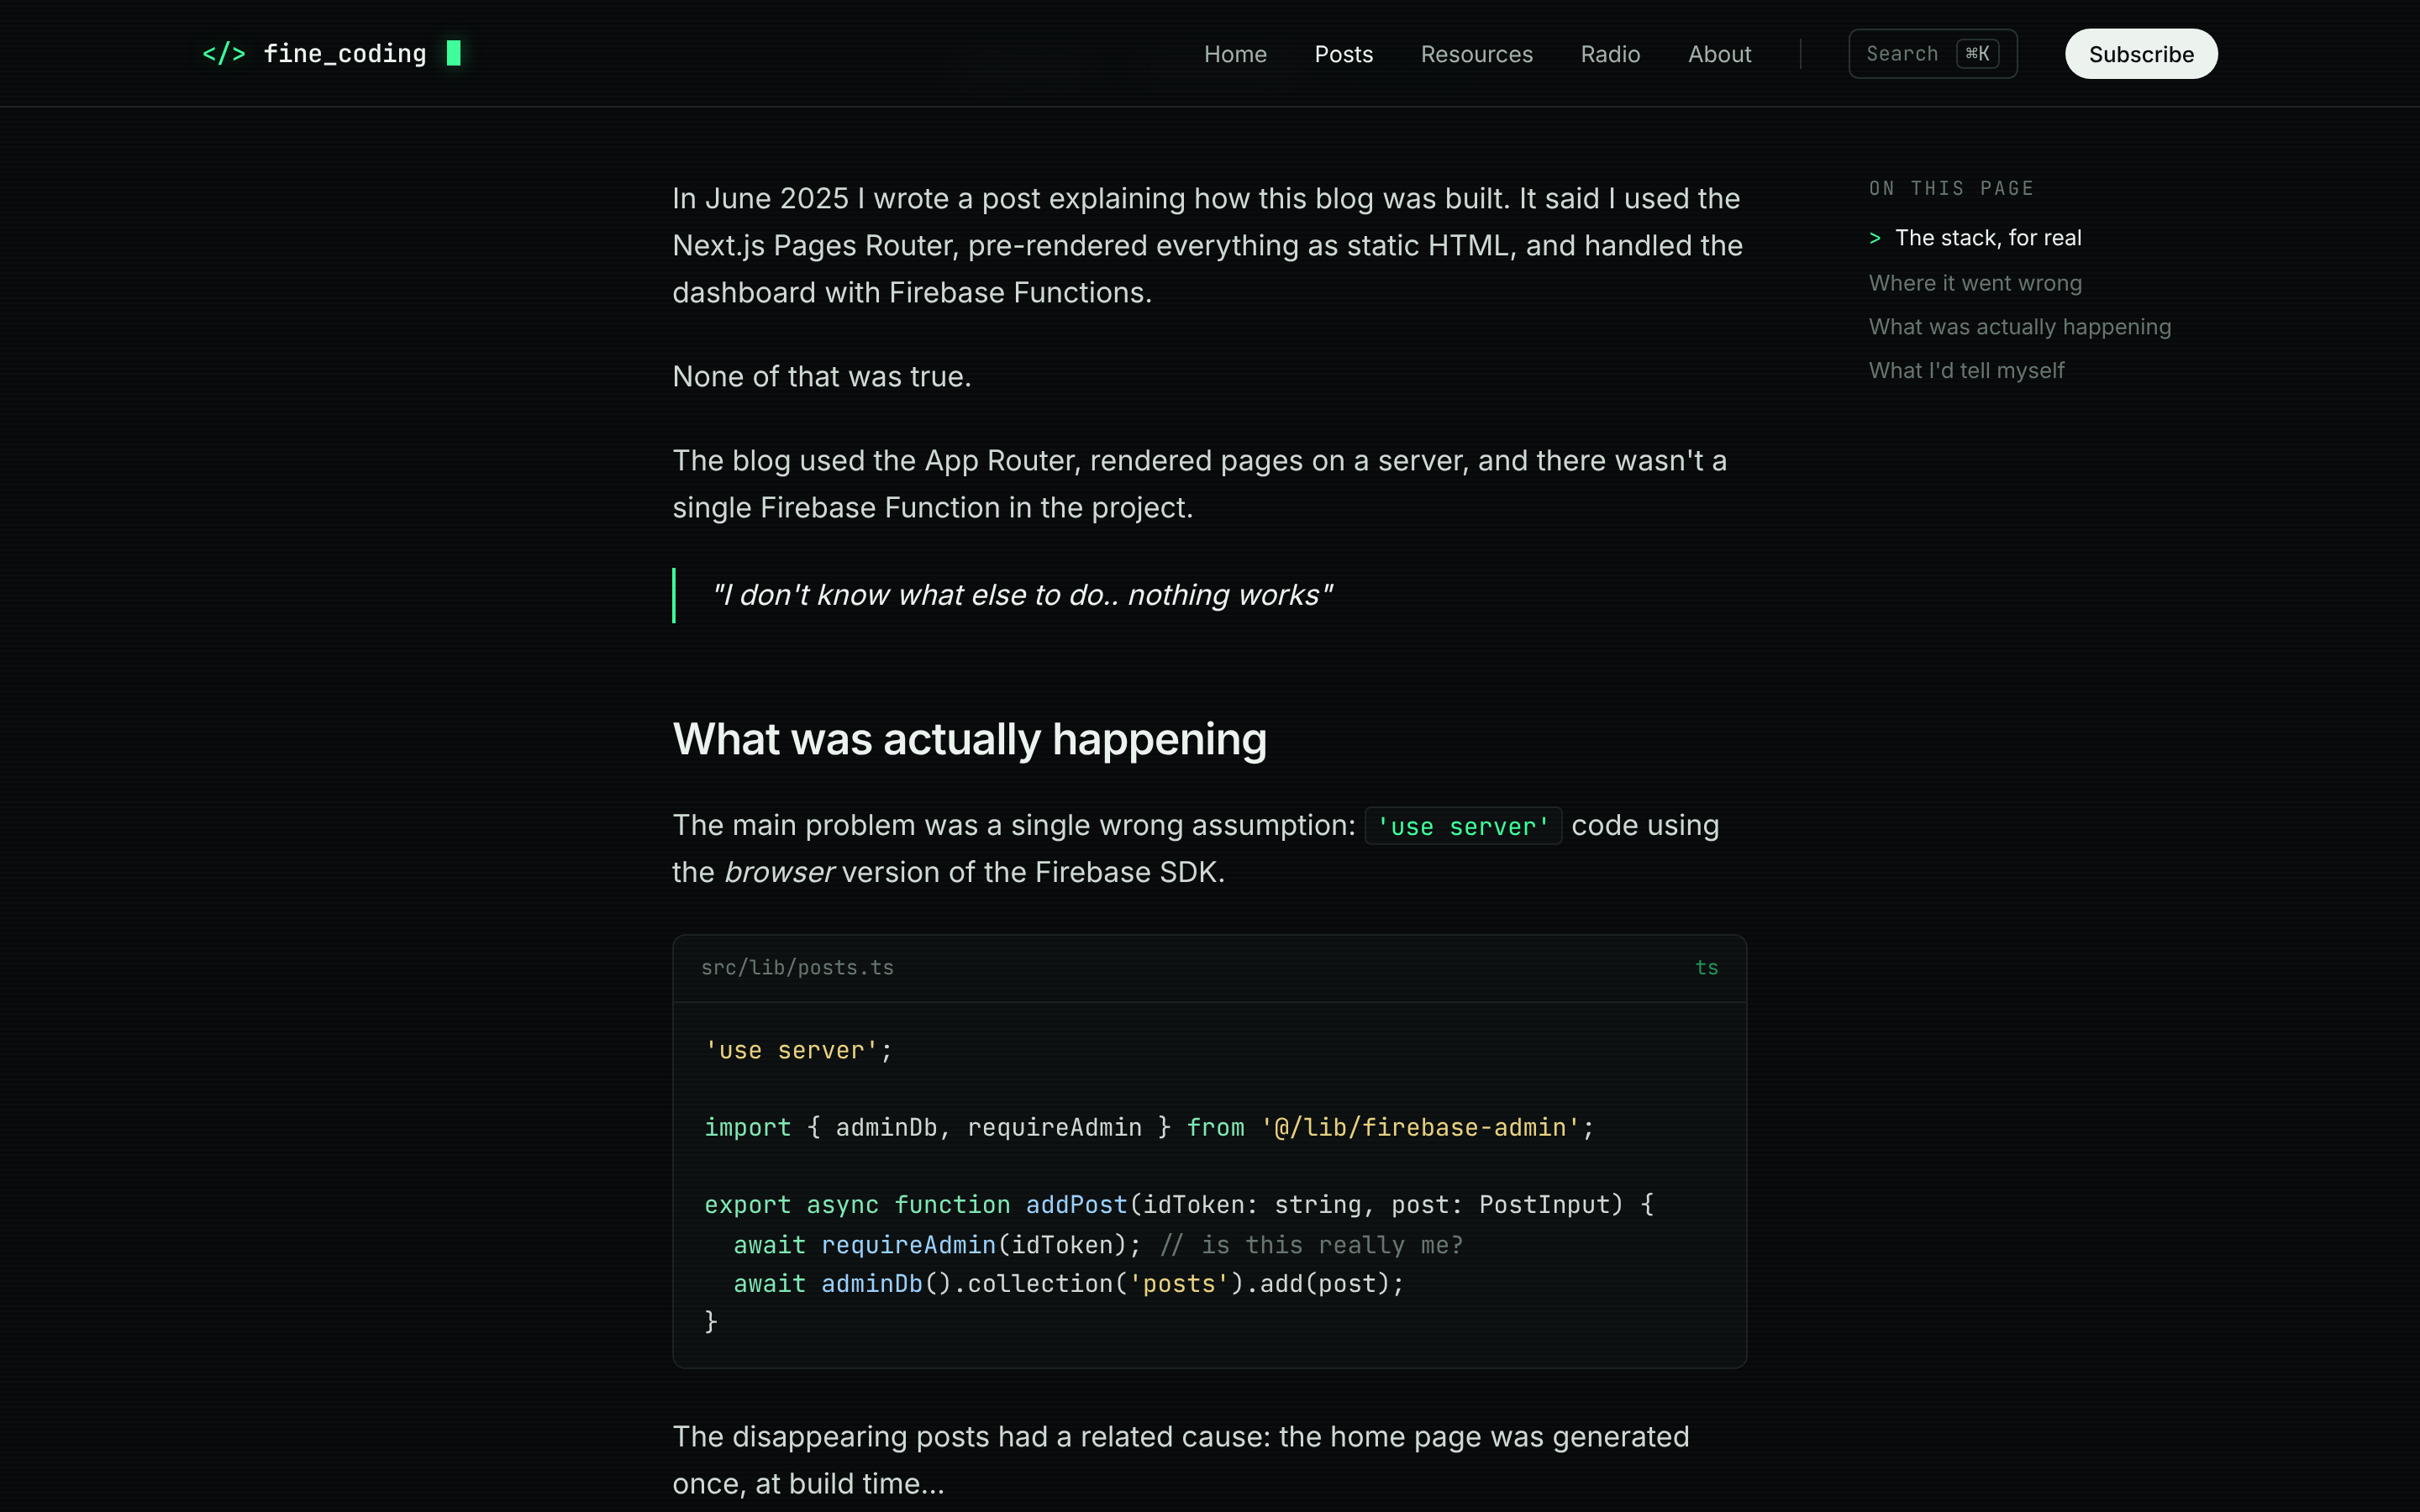 </> fine_coding
Home Posts Resources Radio About Search ⌘K Subscribe
In June 2025 I wrote a post explaining how this blog was built. It said I used the
Next.js Pages Router, pre-rendered everything as static HTML, and handled the
dashboard with Firebase Functions.
None of that was true.
The blog used the App Router, rendered pages on a server, and there wasn't a
single Firebase Function in the project.
"I don't know what else to do.. nothing works"
What was actually happening
The main problem was a single wrong assumption: 'use server' code using
the browser version of the Firebase SDK.
src/lib/posts.ts ts
'use server';
import { adminDb, requireAdmin } from '@/lib/firebase-admin';
export async function addPost(idToken: string, post: PostInput) {
  await requireAdmin(idToken); // is this really me?
  await adminDb().collection('posts').add(post);
}
The disappearing posts had a related cause: the home page was generated
once, at build time...
ON THIS PAGE
> The stack, for real
Where it went wrong
What was actually happening
What I'd tell myself